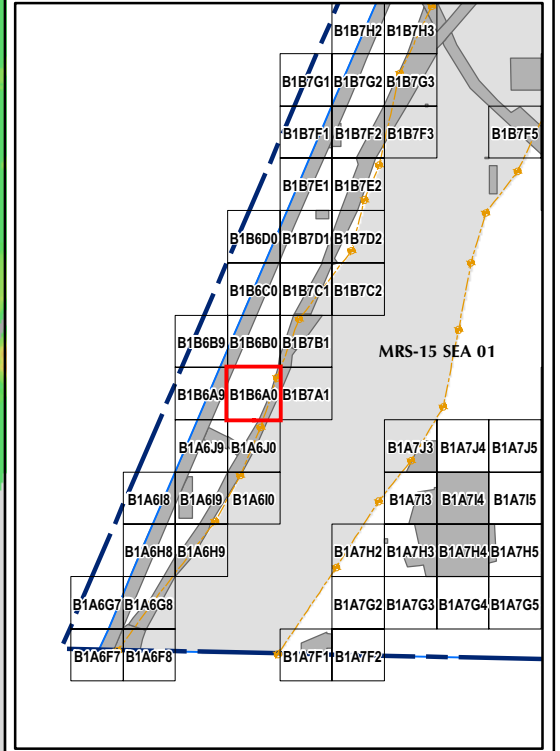 B1B7H2 B1B7H3
B1B7G1 B1B7G2 B1B7G3
B1B7F1 B1B7F2 B1B7F3 B1B7F5
B1B7E1 B1B7E2
B1B6D0 B1B7D1 B1B7D2
B1B6C0 B1B7C1 B1B7C2
B1B6B9 B1B6B0 B1B7B1
MRS-15 SEA 01
B1B6A9 B1B6A0 B1B7A1
B1A6J9 B1A6J0 B1A7J3 B1A7J4 B1A7J5
B1A6I8 B1A6I9 B1A6I0 B1A7I3 B1A7I4 B1A7I5
B1A6H8 B1A6H9 B1A7H2 B1A7H3 B1A7H4 B1A7H5
B1A6G7 B1A6G8 B1A7G2 B1A7G3 B1A7G4 B1A7G5
B1A6F7 B1A6F8 B1A7F1 B1A7F2